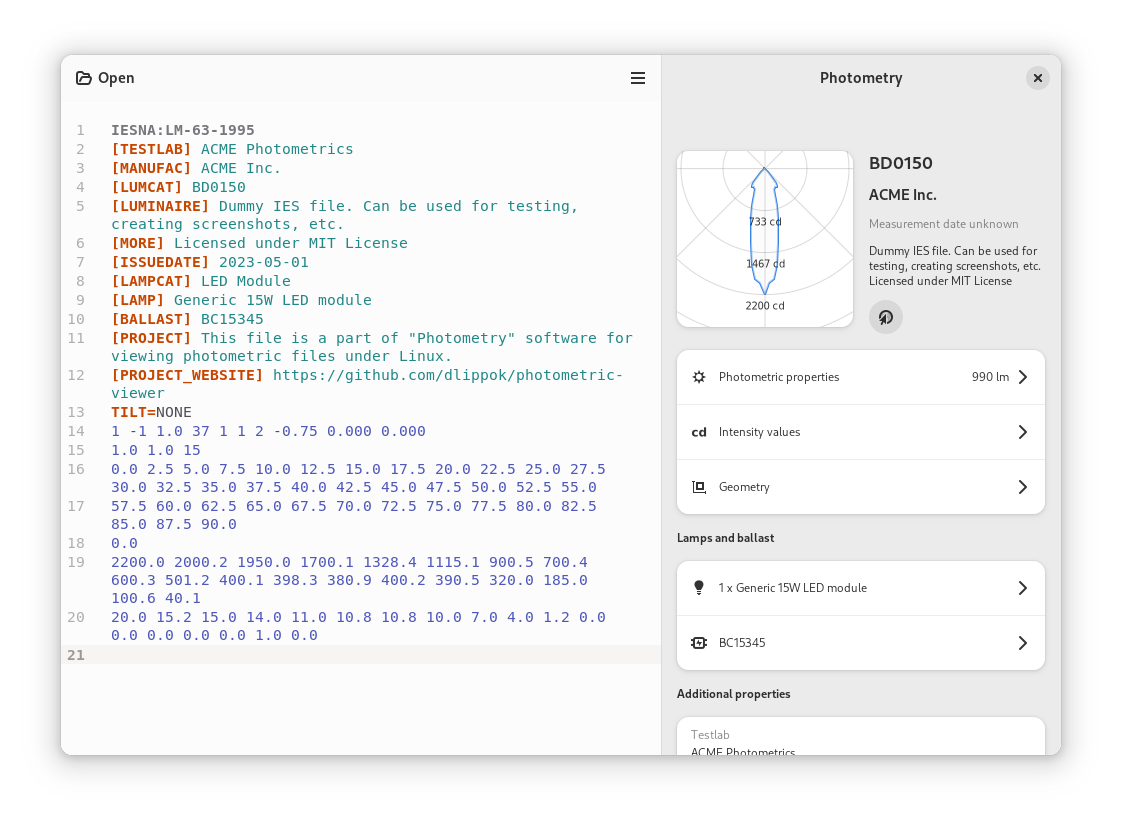 Open
1 IESNA:LM-63-1995
2 [TESTLAB] ACME Photometrics
3 [MANUFAC] ACME Inc.
4 [LUMCAT] BD0150
5 [LUMINAIRE] Dummy IES file. Can be used for testing,
creating screenshots, etc.
6 [MORE] Licensed under MIT License
7 [ISSUEDATE] 2023-05-01
8 [LAMPCAT] LED Module
9 [LAMP] Generic 15W LED module
10 [BALLAST] BC15345
11 [PROJECT] This file is a part of "Photometry" software for
viewing photometric files under Linux.
12 [PROJECT_WEBSITE] https://github.com/dlippok/photometric-
viewer
13 TILT=NONE
14 1 -1 1.0 37 1 1 2 -0.75 0.000 0.000
15 1.0 1.0 15
16 0.0 2.5 5.0 7.5 10.0 12.5 15.0 17.5 20.0 22.5 25.0 27.5
30.0 32.5 35.0 37.5 40.0 42.5 45.0 47.5 50.0 52.5 55.0
17 57.5 60.0 62.5 65.0 67.5 70.0 72.5 75.0 77.5 80.0 82.5
85.0 87.5 90.0
18 0.0
19 2200.0 2000.2 1950.0 1700.1 1328.4 1115.1 900.5 700.4
600.3 501.2 400.1 398.3 380.9 400.2 390.5 320.0 185.0
100.6 40.1
20 20.0 15.2 15.0 14.0 11.0 10.8 10.8 10.0 7.0 4.0 1.2 0.0
0.0 0.0 0.0 0.0 1.0 0.0
21
Photometry
733 cd
1467 cd
2200 cd
BD0150
ACME Inc.
Measurement date unknown
Dummy IES file. Can be used for
testing, creating screenshots, etc.
Licensed under MIT License
Photometric properties 990 lm
cd Intensity values
Geometry
Lamps and ballast
1 x Generic 15W LED module
BC15345
Additional properties
Testlab
ACME Photometrics